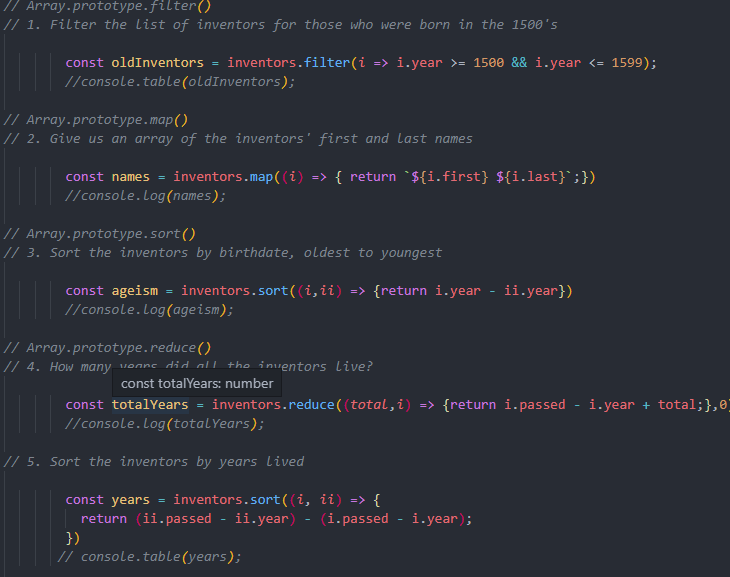 // Array.prototype.filter()
// 1. Filter the list of inventors for those who were born in the 1500's
const oldInventors = inventors.filter(i => i.year >= 1500 && i.year <= 1599);
//console.table(oldInventors);
// Array.prototype.map()
// 2. Give us an array of the inventors' first and last names
const names = inventors.map((i) => { return `${i.first} ${i.last}`;})
//console.log(names);
// Array.prototype.sort()
// 3. Sort the inventors by birthdate, oldest to youngest
const ageism = inventors.sort((i,ii) => {return i.year - ii.year})
//console.log(ageism);
// Array.prototype.reduce()
// 4. How many years did all the inventors live?
const totalYears: number
const totalYears = inventors.reduce((total,i) => {return i.passed - i.year + total;},0)
//console.log(totalYears);
// 5. Sort the inventors by years lived
const years = inventors.sort((i, ii) => {
return (ii.passed - ii.year) - (i.passed - i.year);
})
// console.table(years);